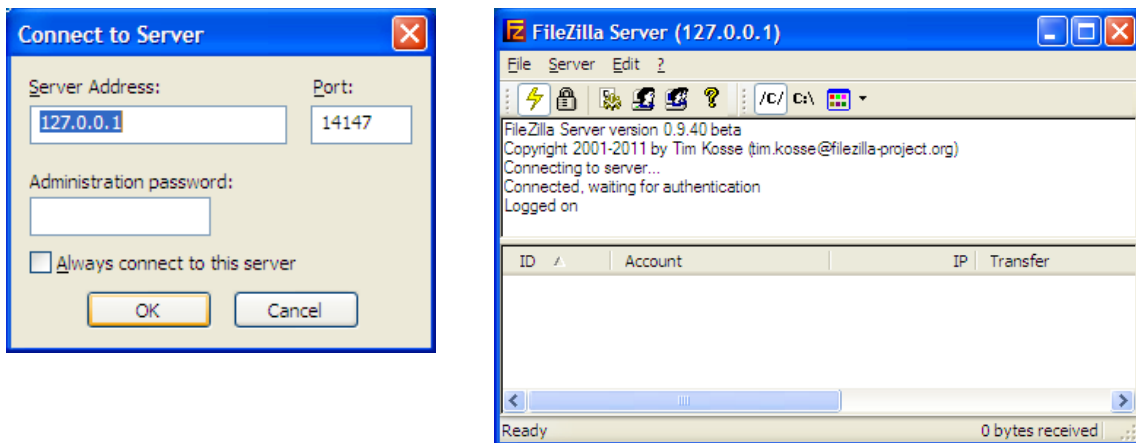 Connect to Server
Server Address:
Port:
127.0.0.1
14147
Administration password:
Always connect to this server
OK
Cancel
FileZilla Server (127.0.0.1)
File Server Edit ?
/C/ C:\
FileZilla Server version 0.9.40 beta
Copyright 2001-2011 by Tim Kosse (tim.kosse@filezilla-project.org)
Connecting to server...
Connected, waiting for authentication
Logged on
ID / Account IP Transfer
Ready 0 bytes received